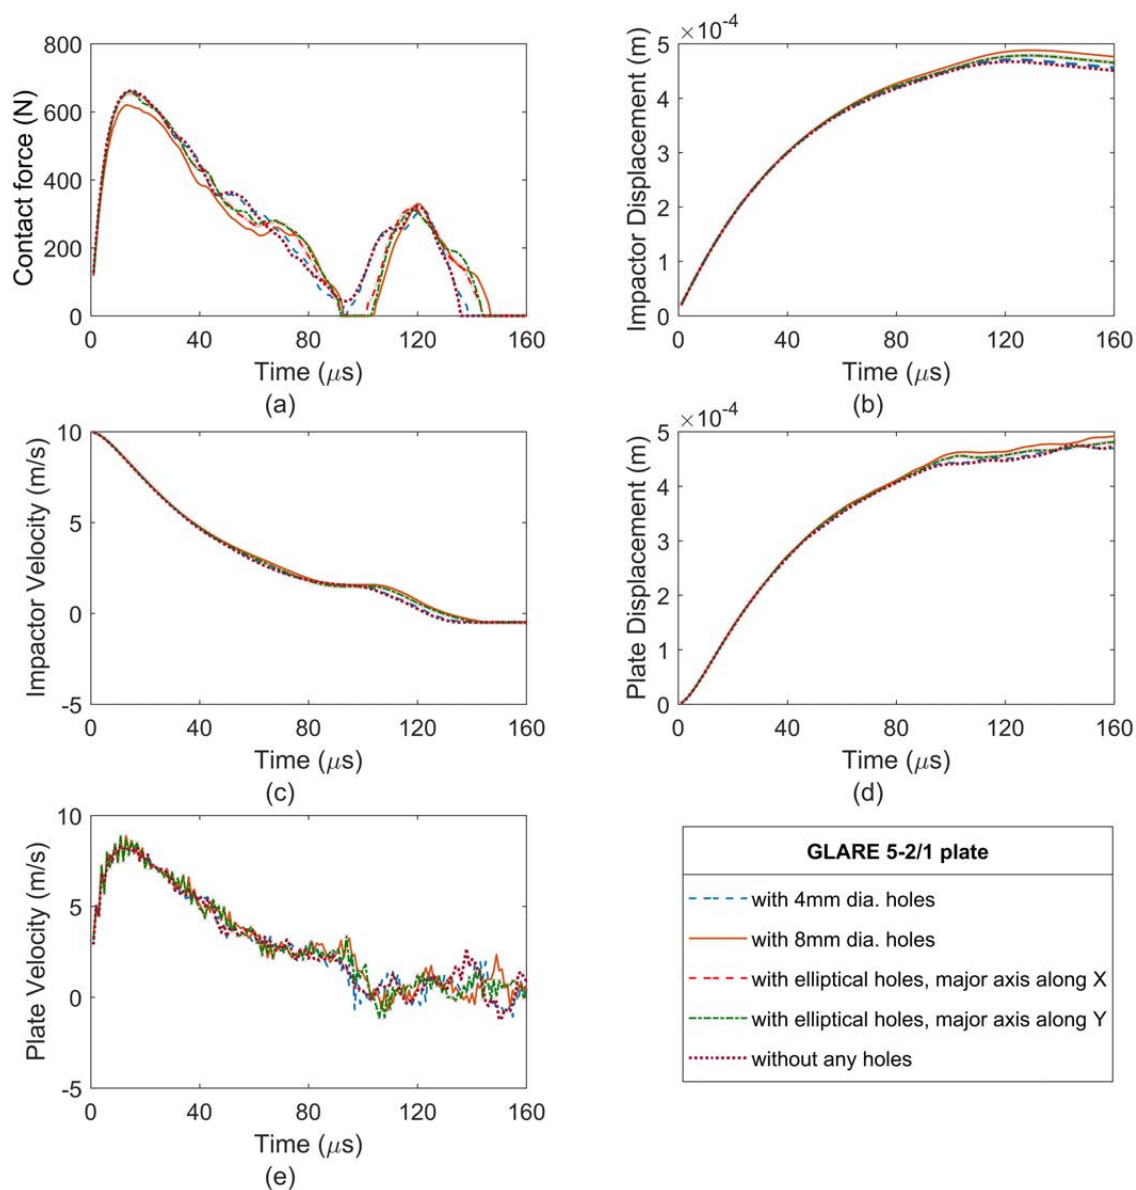 800
600
400
200
0
Contact force (N)
0 40 80 120 160
Time (μs)
(a)
×10⁻⁴
5
4
3
2
1
0
Impactor Displacement (m)
0 40 80 120 160
Time (μs)
(b)
10
5
0
-5
Impactor Velocity (m/s)
0 40 80 120 160
Time (μs)
(c)
×10⁻⁴
5
4
3
2
1
0
Plate Displacement (m)
0 40 80 120 160
Time (μs)
(d)
10
5
0
-5
Plate Velocity (m/s)
0 40 80 120 160
Time (μs)
(e)
GLARE 5-2/1 plate
with 4mm dia. holes
with 8mm dia. holes
with elliptical holes, major axis along X
with elliptical holes, major axis along Y
without any holes